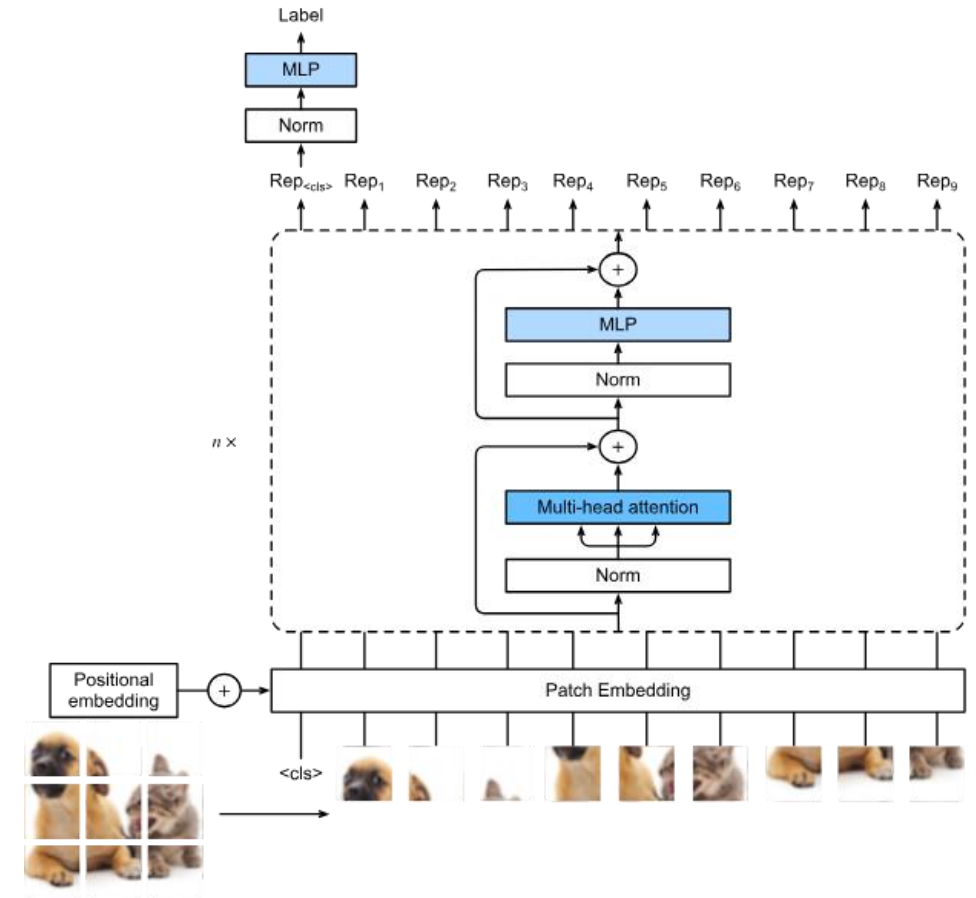 Label
MLP
Norm
Rep<cls> Rep1 Rep2 Rep3 Rep4 Rep5 Rep6 Rep7 Rep8 Rep9
+
MLP
Norm
+
n ×
Multi-head attention
Norm
Positional
embedding
+
Patch Embedding
<cls>